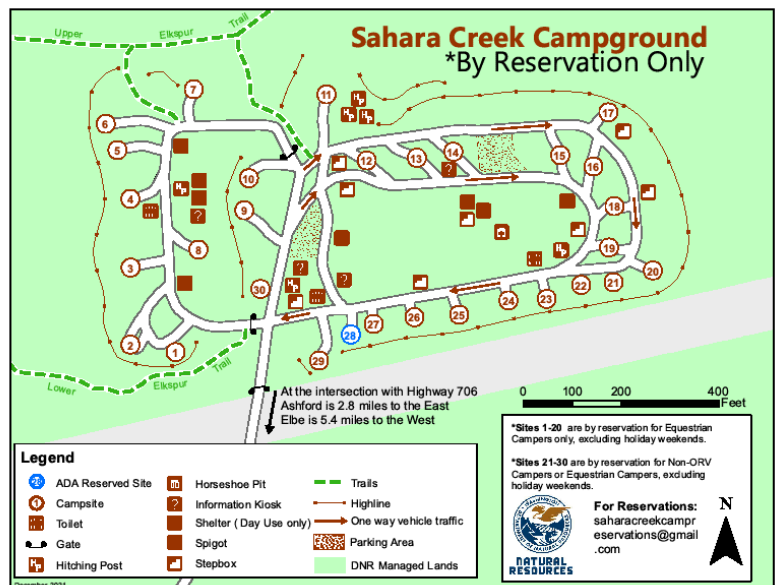 Sahara Creek Campground
*By Reservation Only
Upper
Elkspur
Trail
7
11
6
5
10
12
13
14
15
16
17
4
9
8
18
3
19
20
30
22
21
2
1
28
27
26
25
24
23
29
Lower
Elkspur
Trail
At the intersection with Highway 706
Ashford is 2.8 miles to the East
Elbe is 5.4 miles to the West
0
100
200
400
Feet
Legend
28
ADA Reserved Site
1
Campsite
Toilet
Gate
Hitching Post
Horseshoe Pit
Information Kiosk
Shelter ( Day Use only)
Spigot
Stepbox
Trails
Highline
One way vehicle traffic
Parking Area
DNR Managed Lands
*Sites 1-20 are by reservation for Equestrian
Campers only, excluding holiday weekends.
*Sites 21-30 are by reservation for Non-ORV
Campers or Equestrian Campers, excluding
holiday weekends.
For Reservations:
saharacreekcampr
eservations@gmail
.com
NATURAL
RESOURCES
N